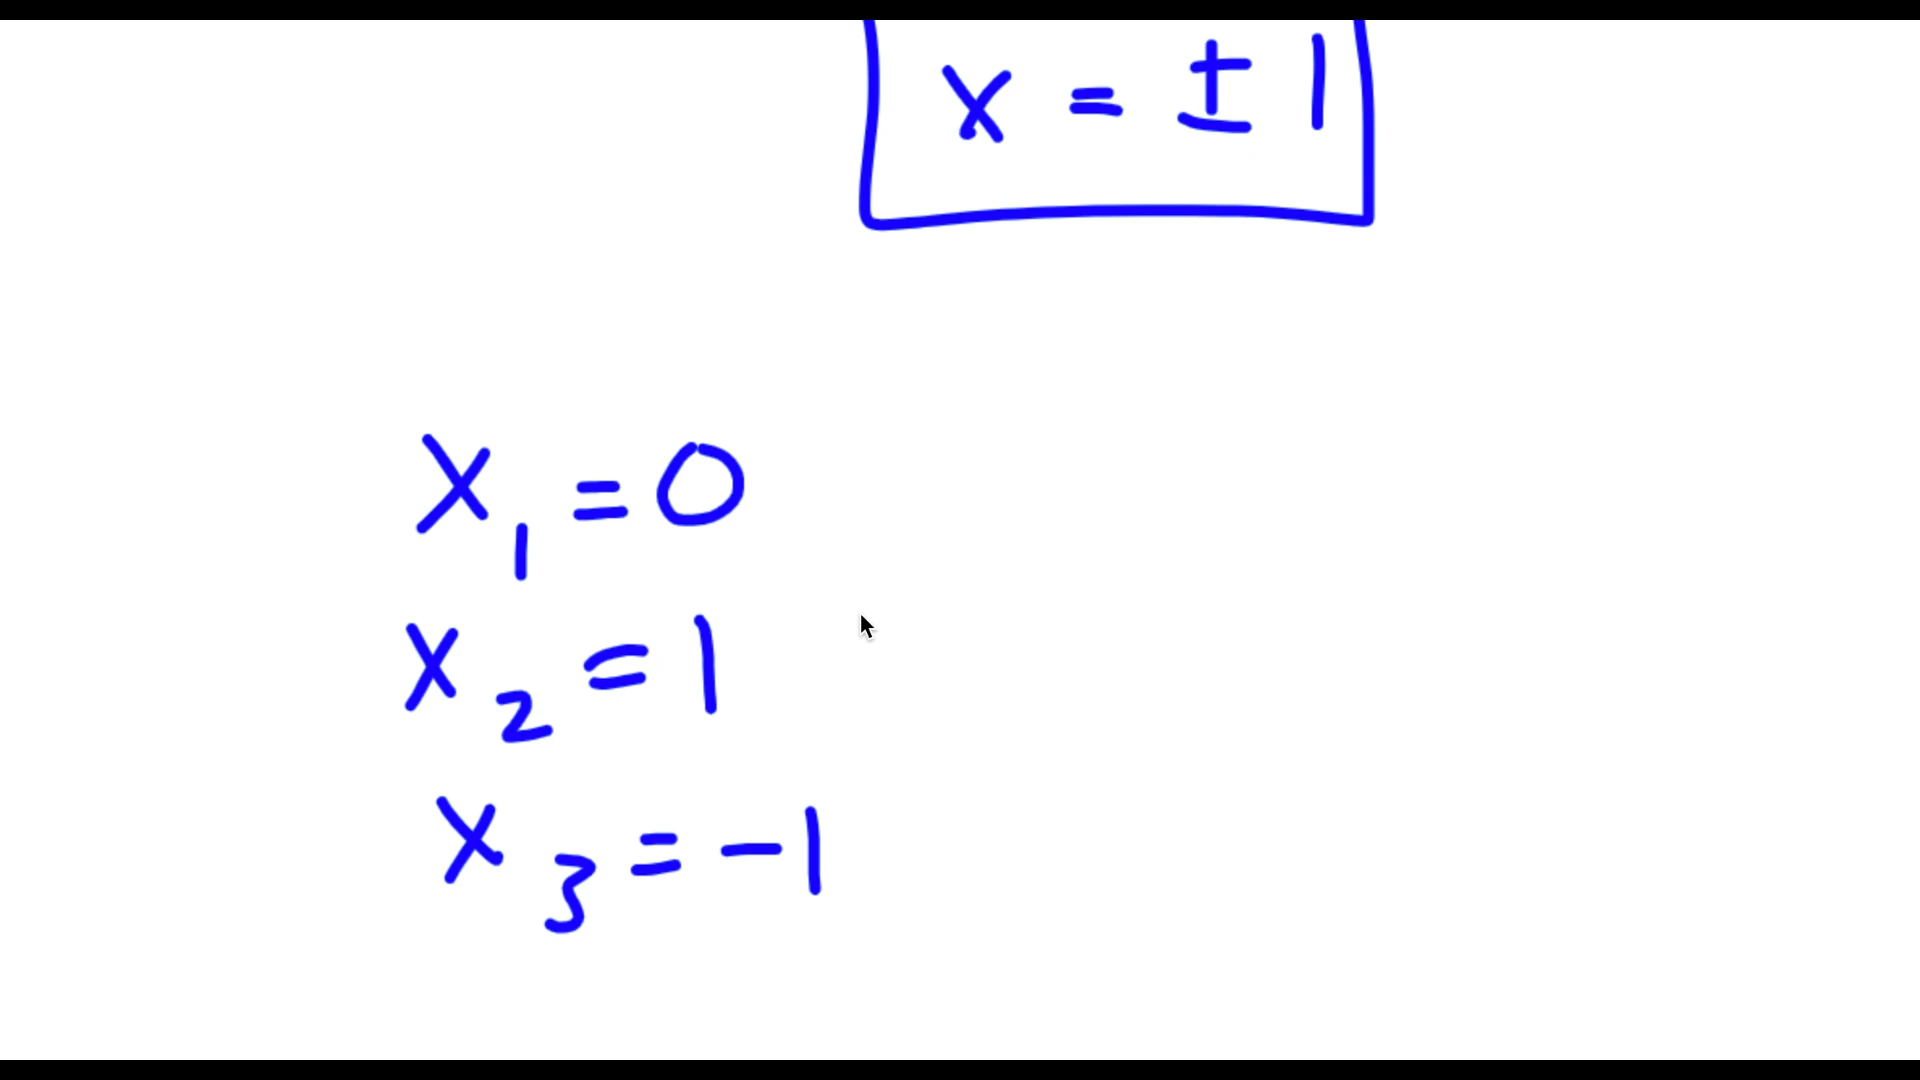 x = ± 1
x₁ = 0
x₂ = 1
x₃ = -1